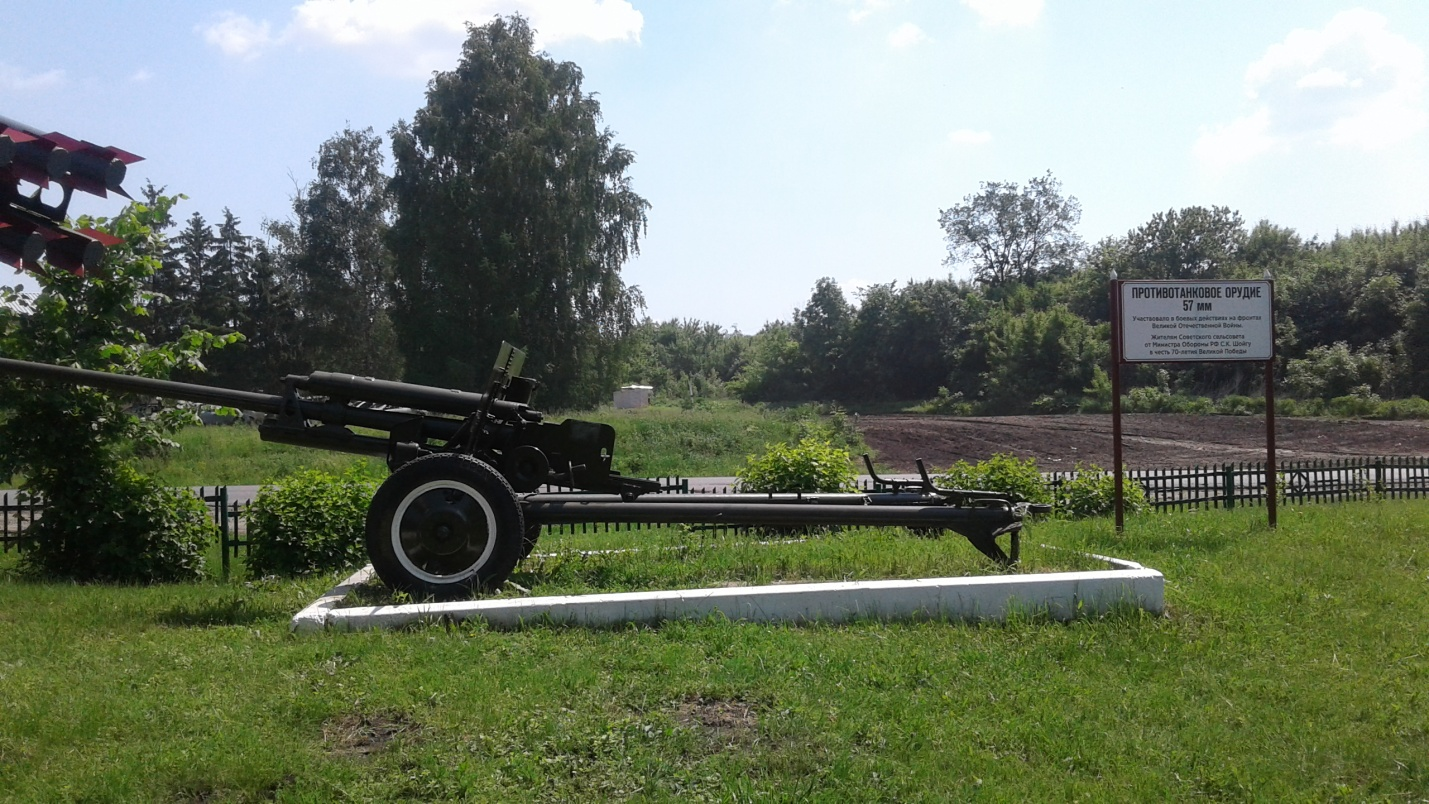 ПРОТИВОТАНКОВОЕ ОРУДИЕ
57 мм
Участвовало в боевых действиях на фронтах
Великой Отечественной Войны.
Жителям Советского сельсовета
от Министра Обороны РФ С.К. Шойгу
в честь 70-летия Великой Победы